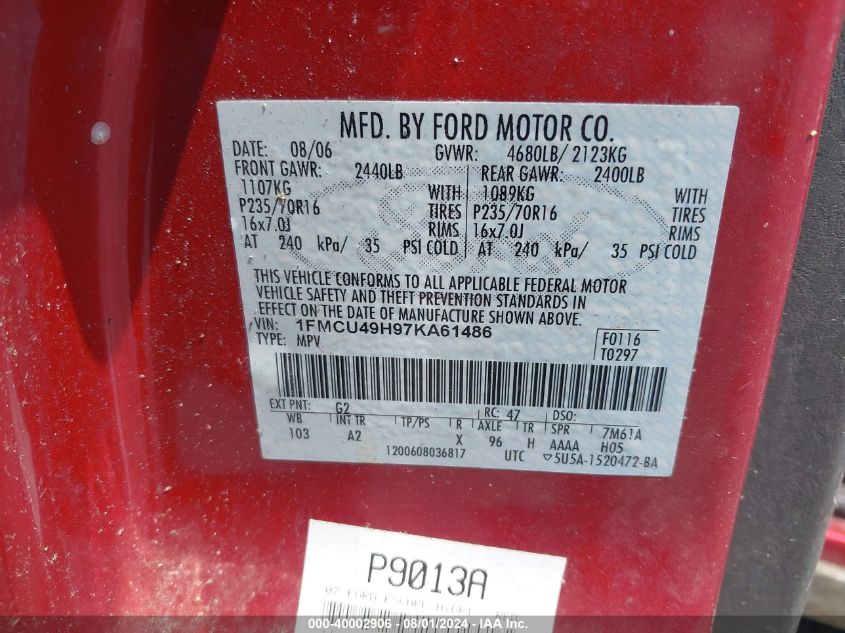 MFD. BY FORD MOTOR CO.
DATE: 08/06 GVWR: 4680LB/ 2123KG
FRONT GAWR: 2440LB REAR GAWR: 2400LB
1107KG WITH 1089KG WITH
P235/70R16 TIRES P235/70R16 TIRES
16x7.0J RIMS 16x7.0J RIMS
AT 240 kPa/ 35 PSI COLD AT 240 kPa/ 35 PSI COLD
THIS VEHICLE CONFORMS TO ALL APPLICABLE FEDERAL MOTOR
VEHICLE SAFETY AND THEFT PREVENTION STANDARDS IN
EFFECT ON THE DATE OF MANUFACTURE SHOWN ABOVE.
VIN: 1FMCU49H97KA61486 F0116
TYPE: MPV T0297
EXT PNT: G2 RC: 47 DSO:
WB INT TR TP/PS R AXLE TR SPR 7M61A
103 A2 X 96 H AAAA H05
1200608036817 UTC ▽5U5A-1520472-BA
P9013A
07 FORD ESCAPE
000-40002906 - 08/01/2024 - IAA Inc.